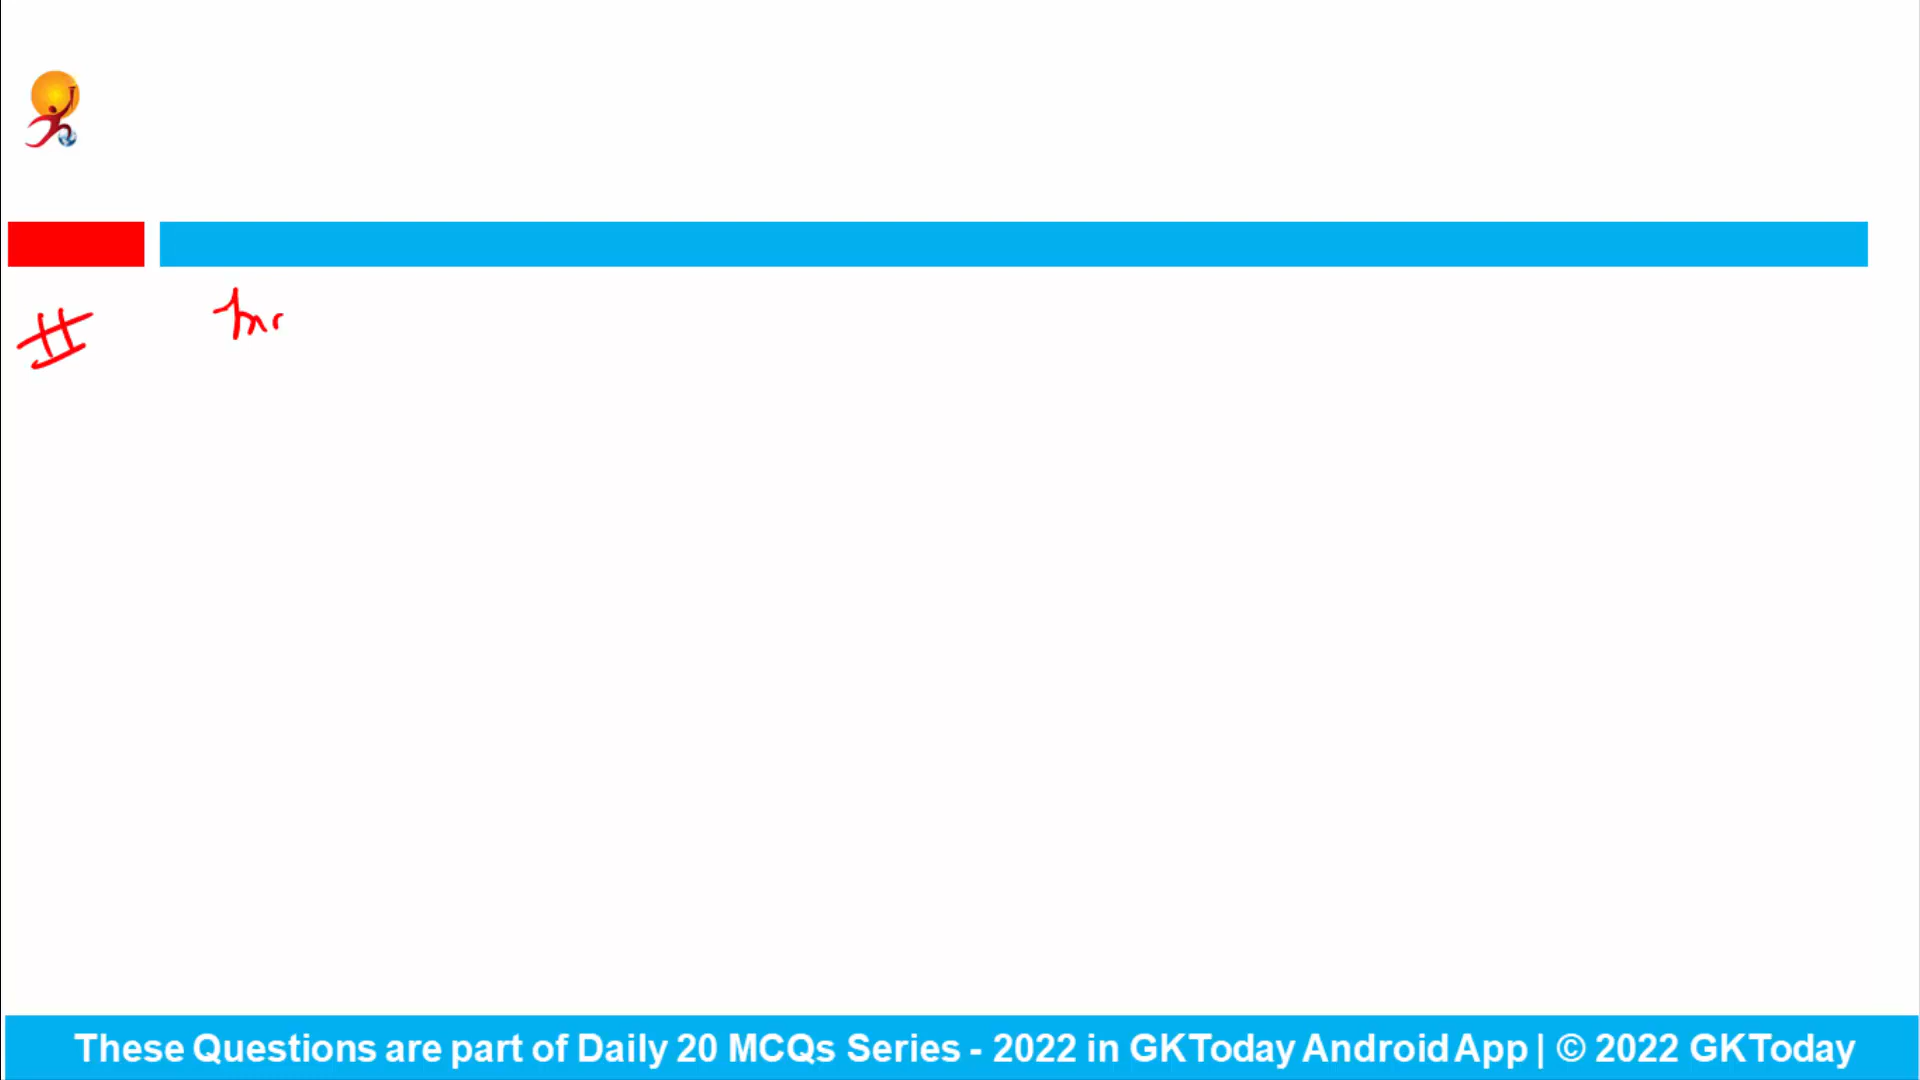 #
These Questions are part of Daily 20 MCQs Series - 2022 in GKToday Android App | © 2022 GKToday